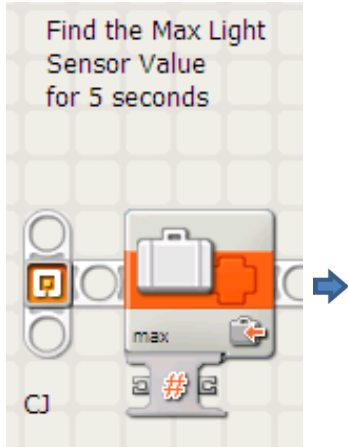 Find the Max Light
Sensor Value
for 5 seconds
max
#
CJ